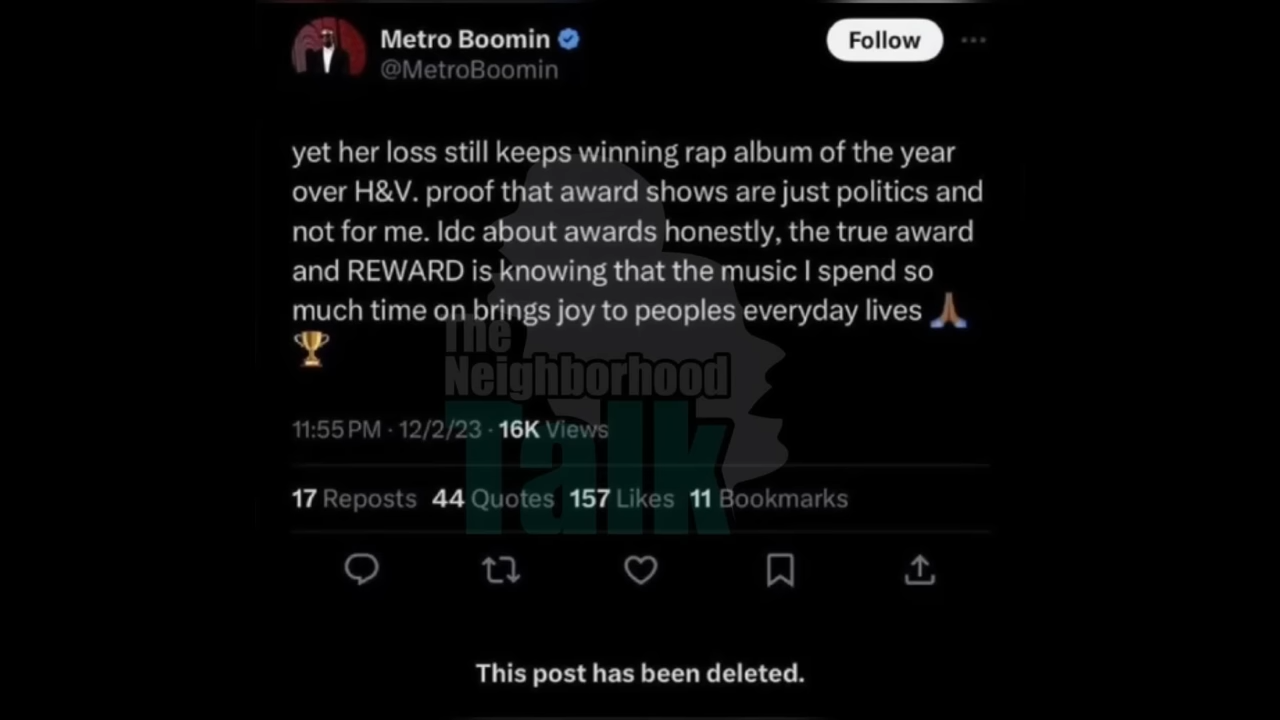 Metro Boomin
Follow
@MetroBoomin
yet her loss still keeps winning rap album of the year
over H&V. proof that award shows are just politics and
not for me. Idc about awards honestly, the true award
and REWARD is knowing that the music I spend so
much time on brings joy to peoples everyday lives 🙏🏾
🏆
The
Neighborhood
Talk
11:55 PM · 12/2/23 · 16K Views
17 Reposts 44 Quotes 157 Likes 11 Bookmarks
This post has been deleted.